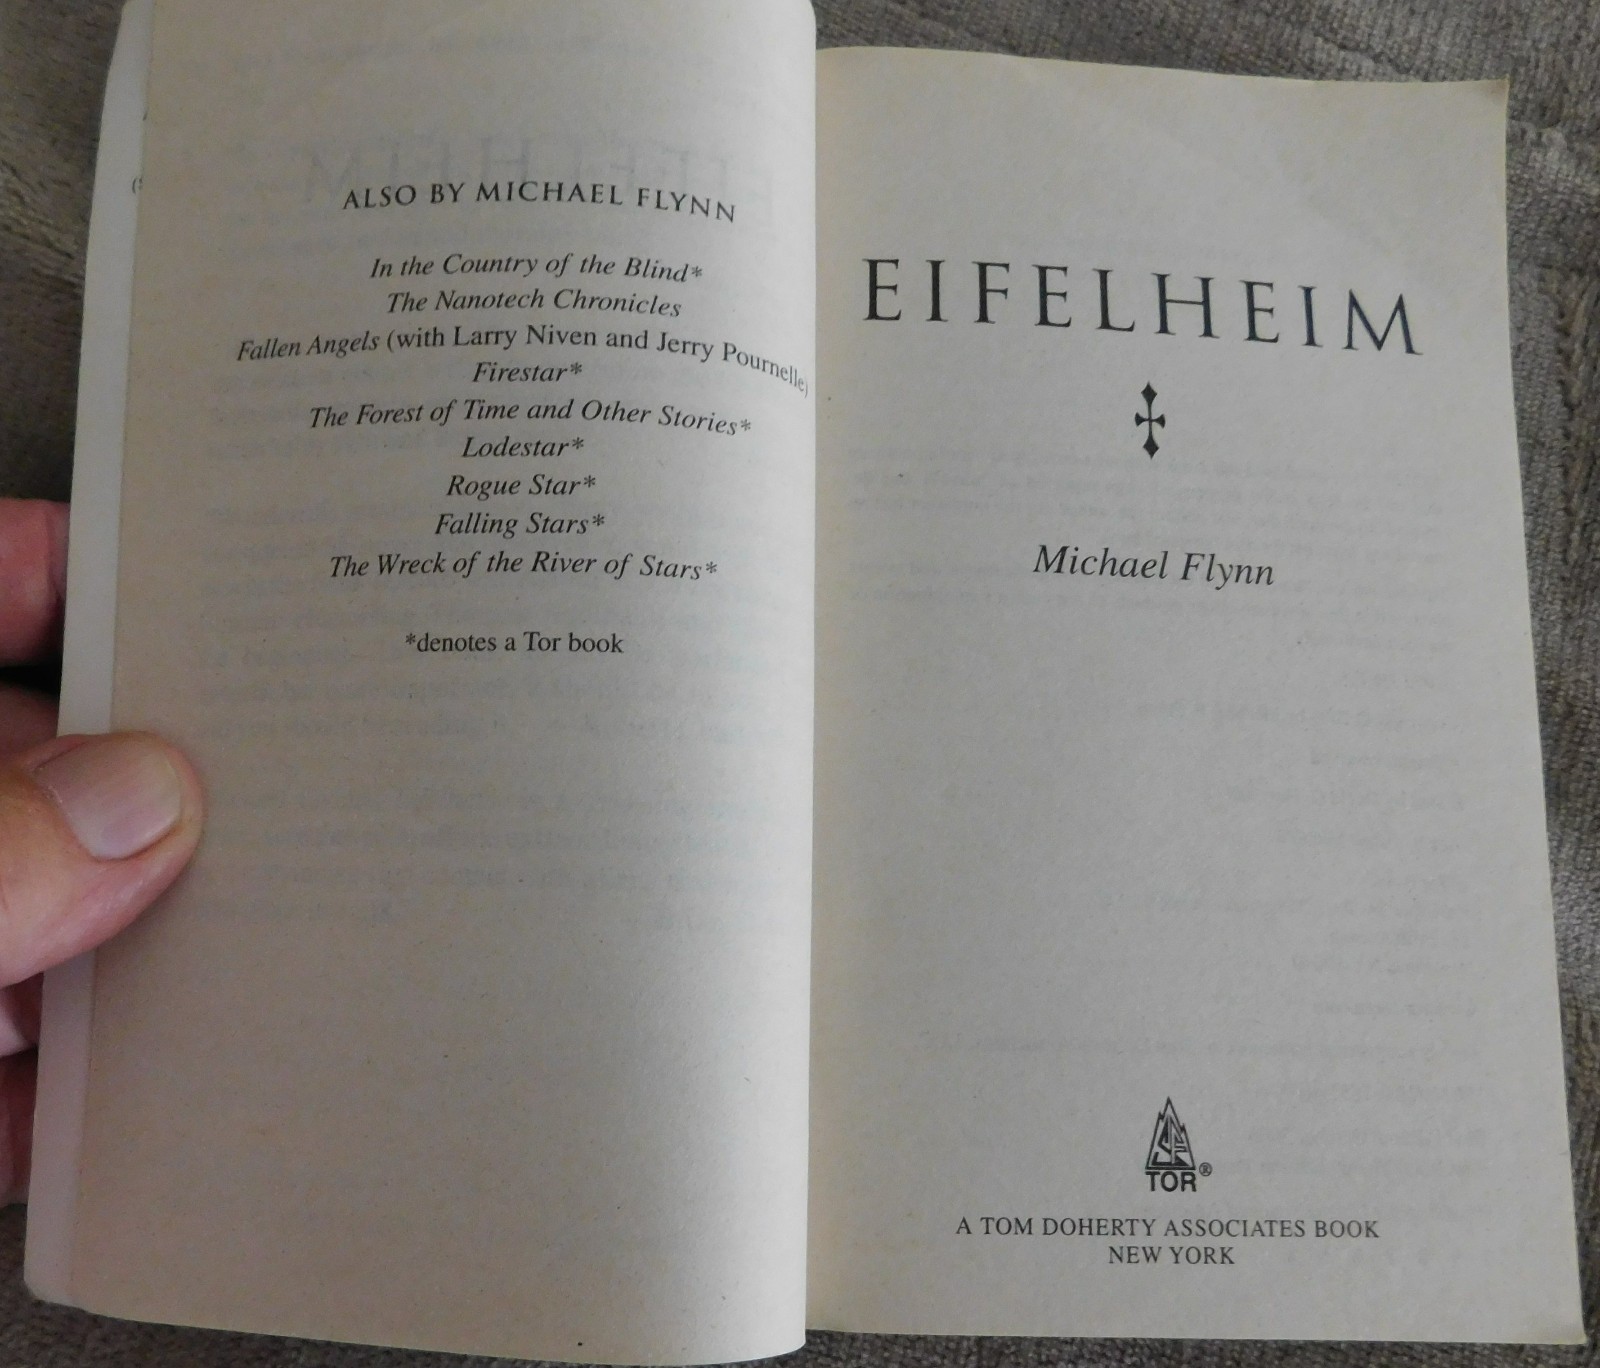 ALSO BY MICHAEL FLYNN
In the Country of the Blind*
The Nanotech Chronicles
Fallen Angels (with Larry Niven and Jerry Pournelle)
Firestar*
The Forest of Time and Other Stories*
Lodestar*
Rogue Star*
Falling Stars*
The Wreck of the River of Stars*
*denotes a Tor book
EIFELHEIM
Michael Flynn
SF
TOR®
A TOM DOHERTY ASSOCIATES BOOK
NEW YORK